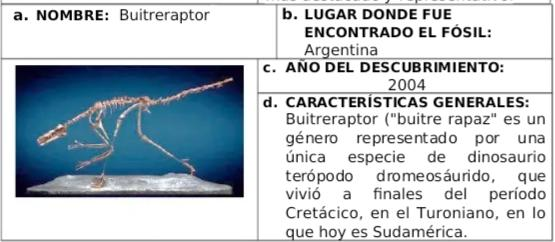 a. NOMBRE: Buitreraptor
b. LUGAR DONDE FUE
ENCONTRADO EL FÓSIL:
Argentina
c. AÑO DEL DESCUBRIMIENTO:
2004
d. CARACTERÍSTICAS GENERALES:
Buitreraptor ("buitre rapaz" es un
género representado por una
única especie de dinosaurio
terópodo dromeosáurido, que
vivió a finales del período
Cretácico, en el Turoniano, en lo
que hoy es Sudamérica.